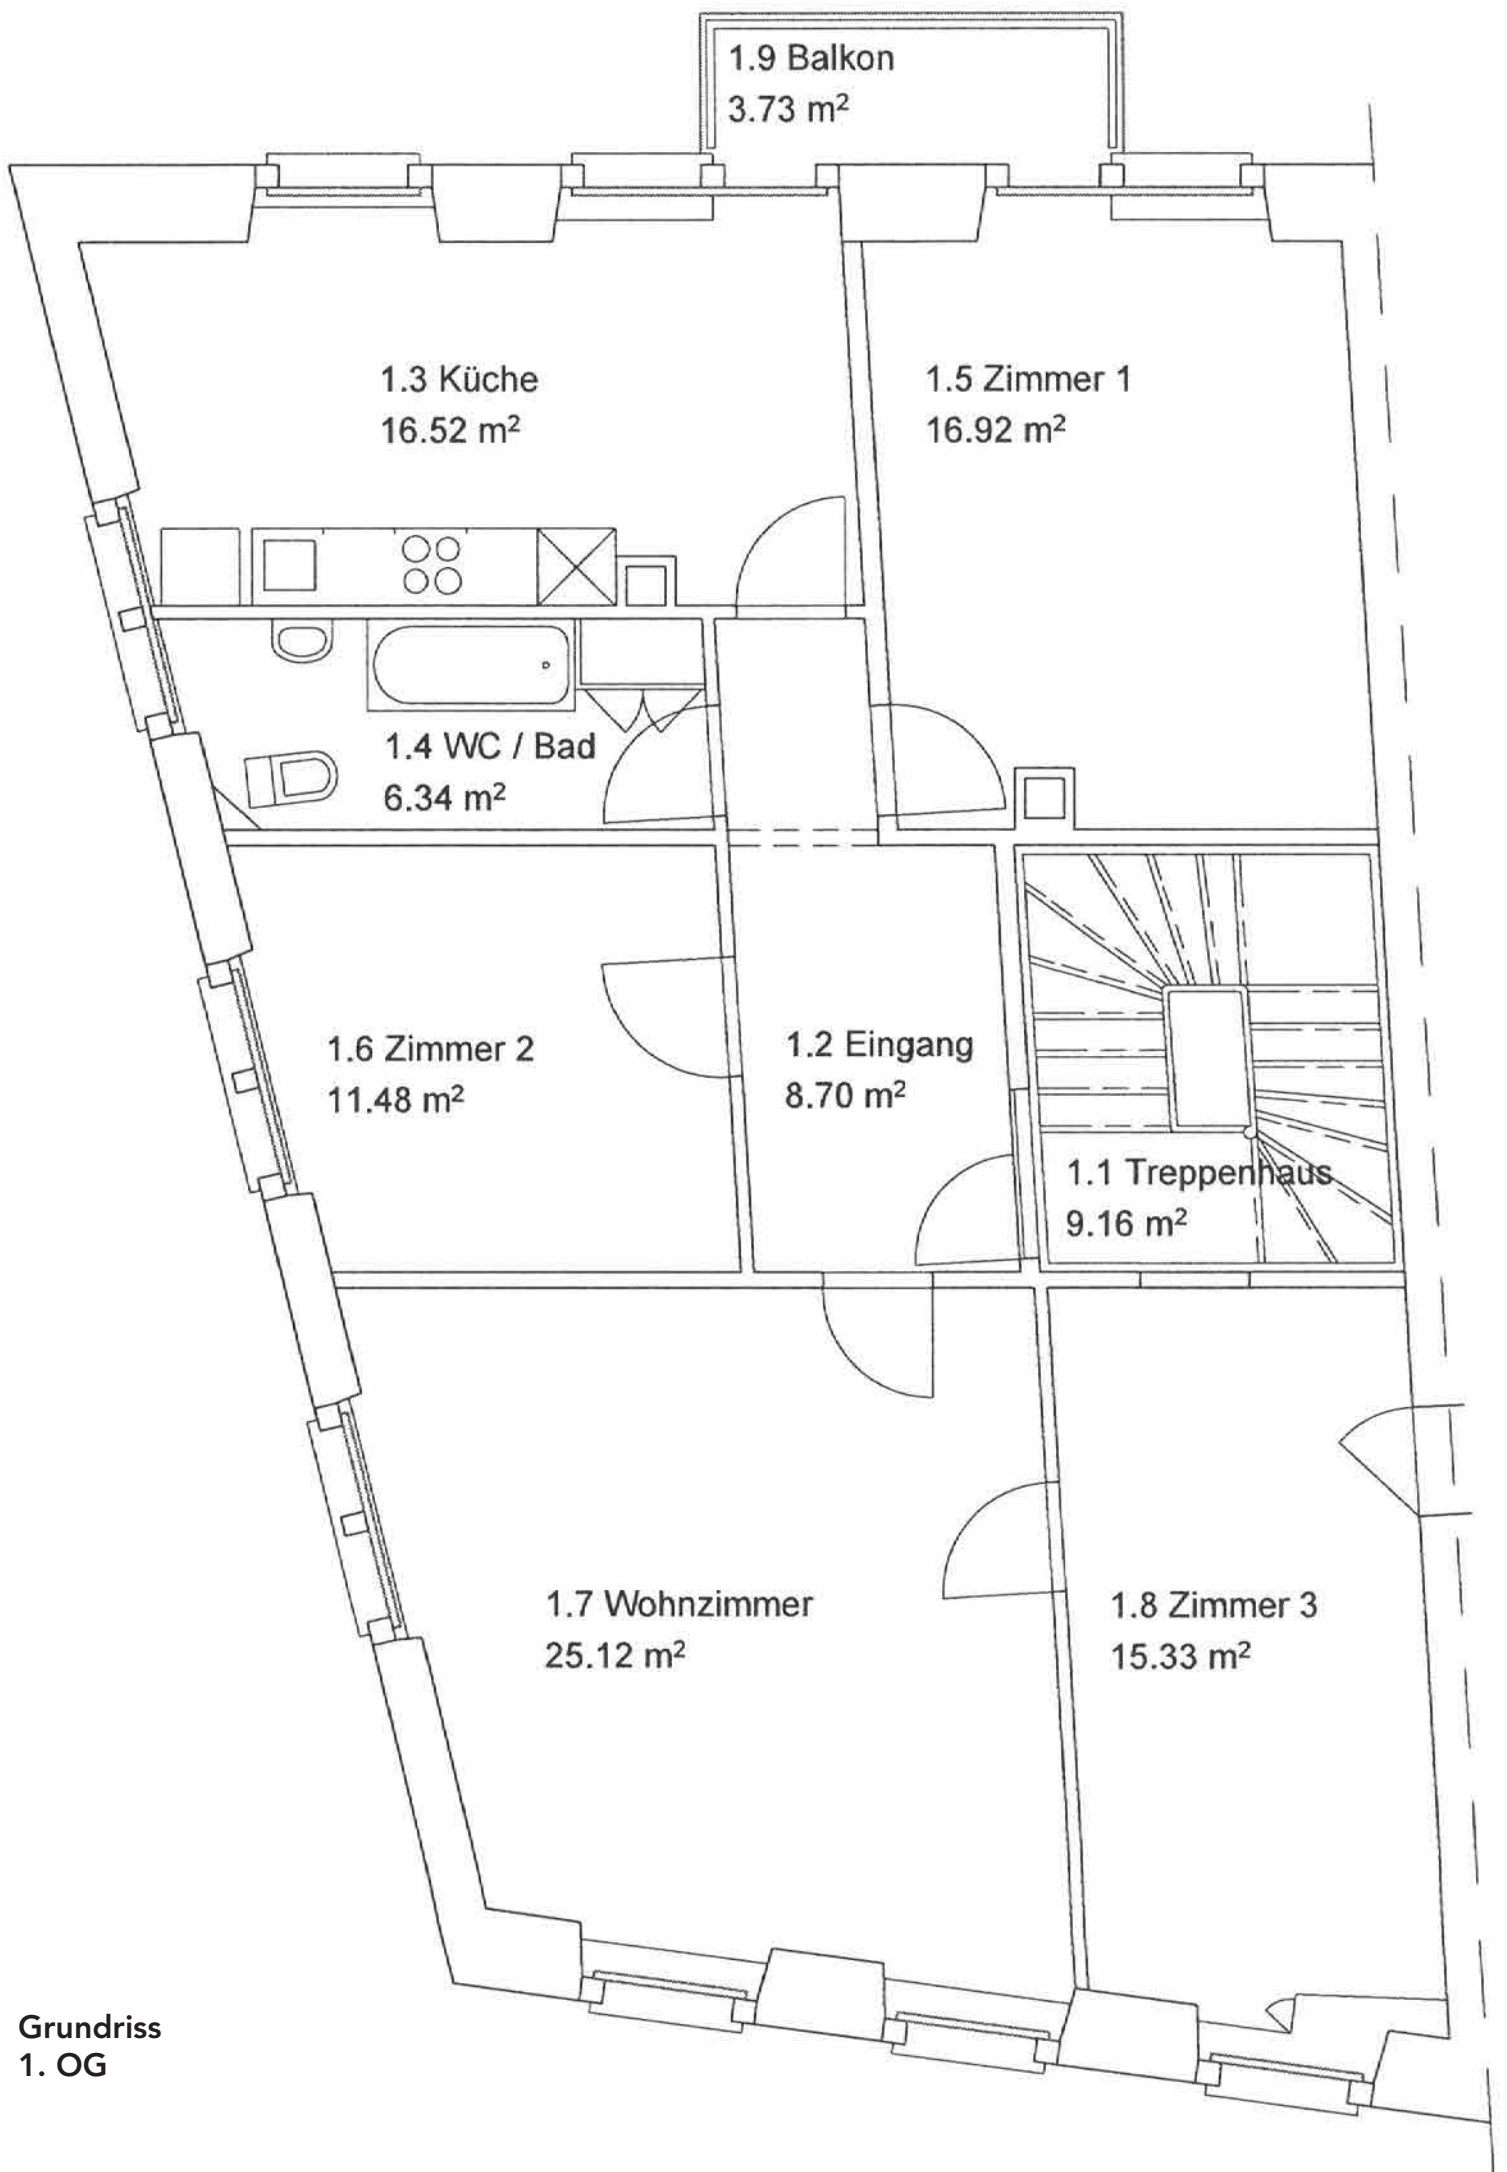 1.9 Balkon
3.73 m²
1.3 Küche
16.52 m²
1.5 Zimmer 1
16.92 m²
1.4 WC / Bad
6.34 m²
1.6 Zimmer 2
11.48 m²
1.2 Eingang
8.70 m²
1.1 Treppenhaus
9.16 m²
1.7 Wohnzimmer
25.12 m²
1.8 Zimmer 3
15.33 m²
Grundriss
1. OG